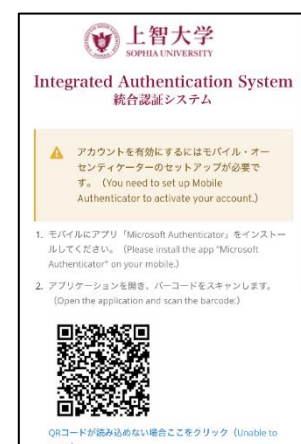 上智大学
SOPHIA UNIVERSITY
Integrated Authentication System
統合認証システム
アカウントを有効にするにはモバイル・オー
センティケーターのセットアップが必要で
す。（You need to set up Mobile
Authenticator to activate your account.）
1. モバイルにアプリ「Microsoft Authenticator」をインストー
ルしてください。（Please install the app "Microsoft
Authenticator" on your mobile.）
2. アプリケーションを開き、バーコードをスキャンします。
（Open the application and scan the barcode:）
QRコードが読み込めない場合ここをクリック（Unable to